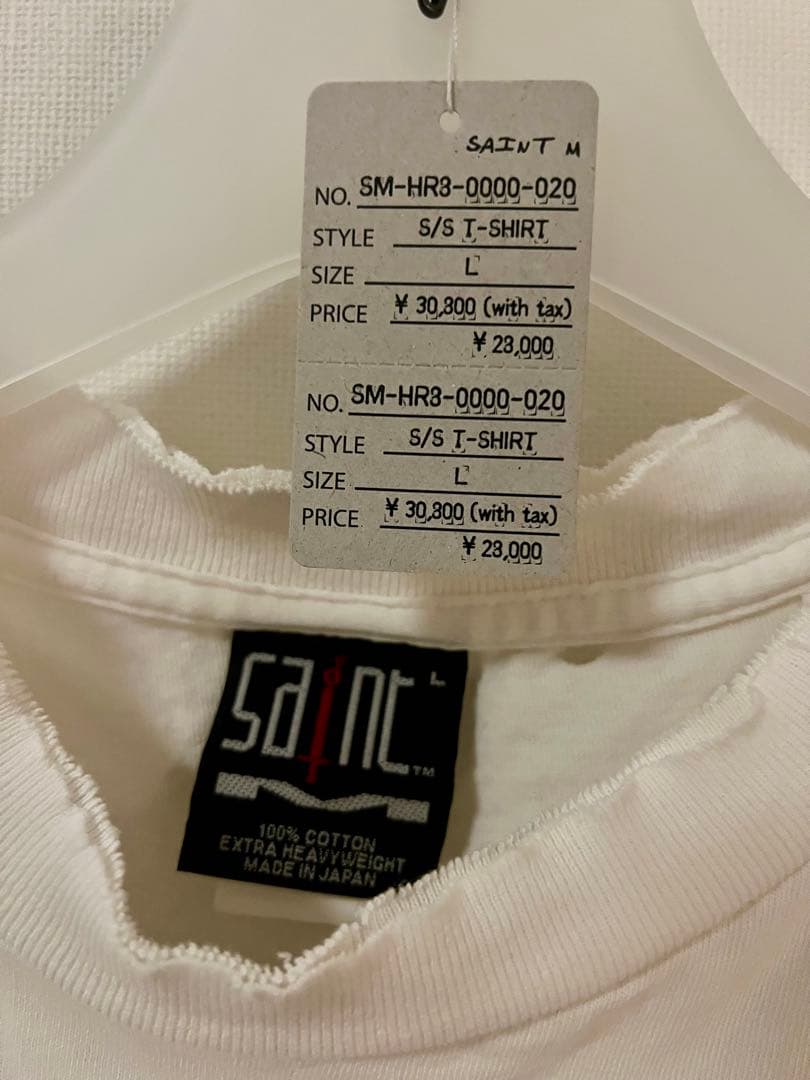 SAINT M
NO. SM-HR3-0000-020
STYLE S/S T-SHIRT
SIZE L
PRICE ¥ 30,800 (with tax)
¥ 28,000
NO. SM-HR3-0000-020
STYLE S/S T-SHIRT
SIZE L
PRICE ¥ 30,800 (with tax)
¥ 28,000
saint L
TM
100% COTTON
EXTRA HEAVYWEIGHT
MADE IN JAPAN